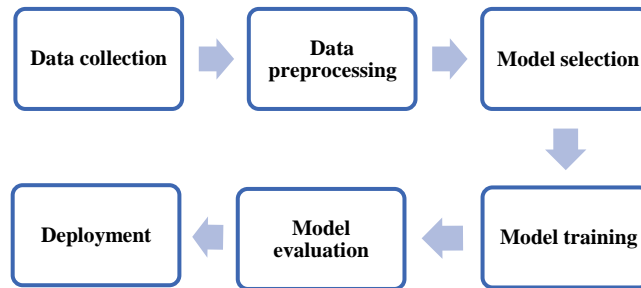 Data collection
Data
preprocessing
Model selection
Model training
Model
evaluation
Deployment